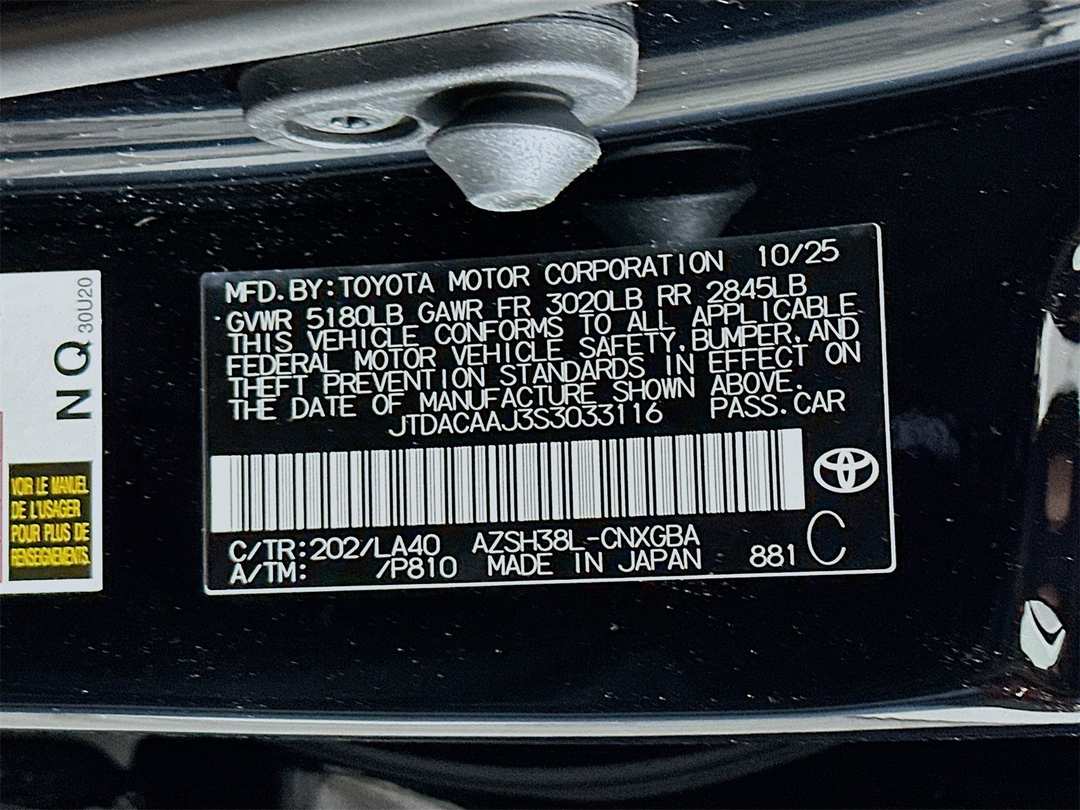 MFD.BY:TOYOTA MOTOR CORPORATION 10/25
GVWR 5180LB GAWR FR 3020LB RR 2845LB
THIS VEHICLE CONFORMS TO ALL APPLICABLE
FEDERAL MOTOR VEHICLE SAFETY,BUMPER,AND
THEFT PREVENTION STANDARDS IN EFFECT ON
THE DATE OF MANUFACTURE SHOWN ABOVE.
JTDACAAJ3S3033116 PASS.CAR
C/TR:202/LA40 AZSH38L-CNXGBA
A/TM: /P810 MADE IN JAPAN 881 C
NQ 30U20
VOIR LE MANUEL
DE L'USAGER
POUR PLUS DE
RENSEIGNEMENTS.